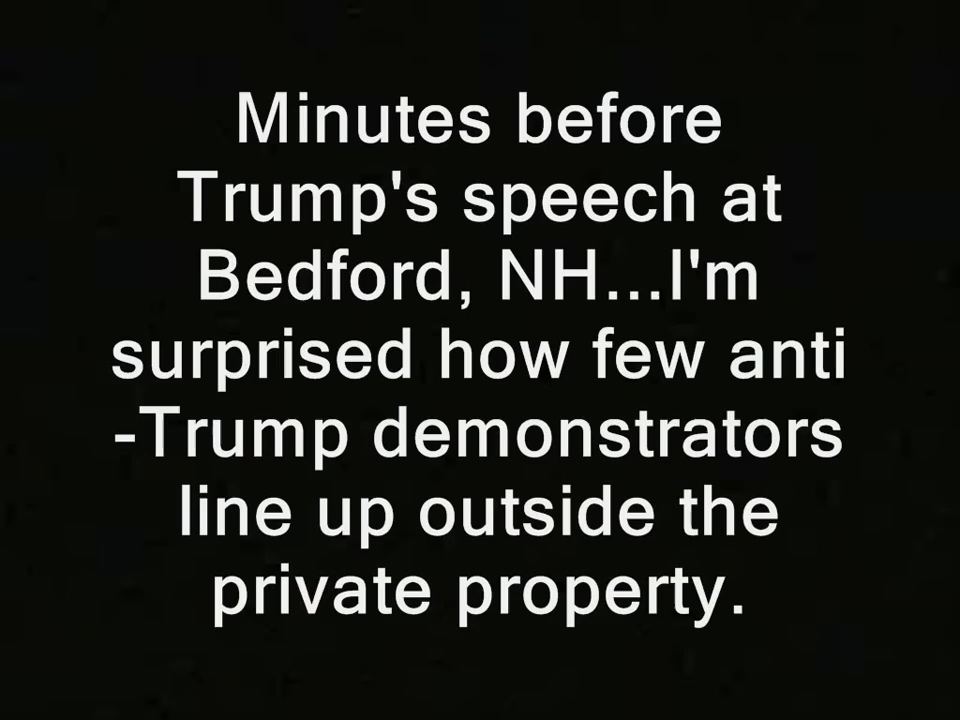 Minutes before
Trump's speech at
Bedford, NH...I'm
surprised how few anti
-Trump demonstrators
line up outside the
private property.